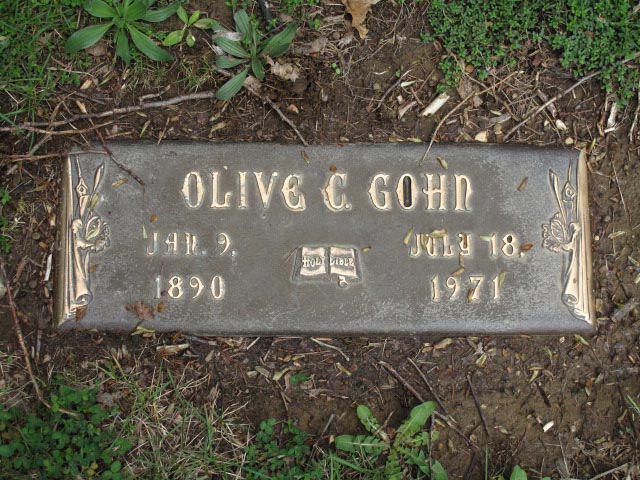 OLIVE C. GOHN
JAN. 9,
1890
HOLY BIBLE
JULY 18,
1971